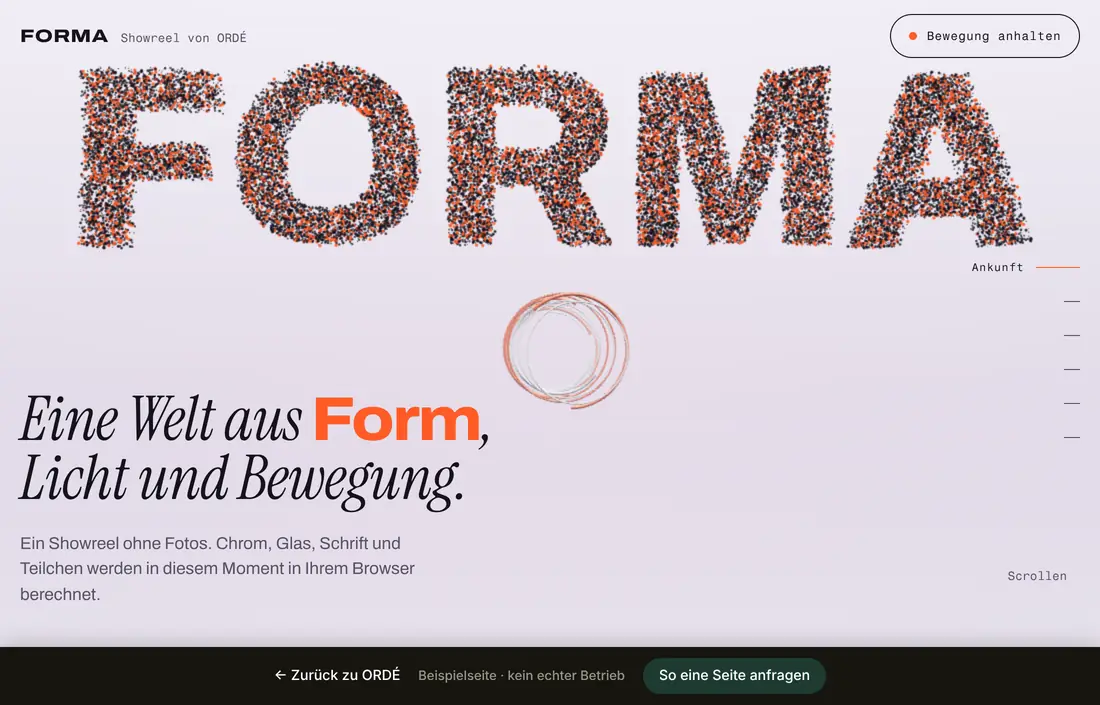 FORMA Showreel von ORDÉ
Bewegung anhalten
FORMA
Ankunft
Eine Welt aus Form,
Licht und Bewegung.
Ein Showreel ohne Fotos. Chrom, Glas, Schrift und
Teilchen werden in diesem Moment in Ihrem Browser
berechnet.
Scrollen
← Zurück zu ORDÉ
Beispielseite · kein echter Betrieb
So eine Seite anfragen